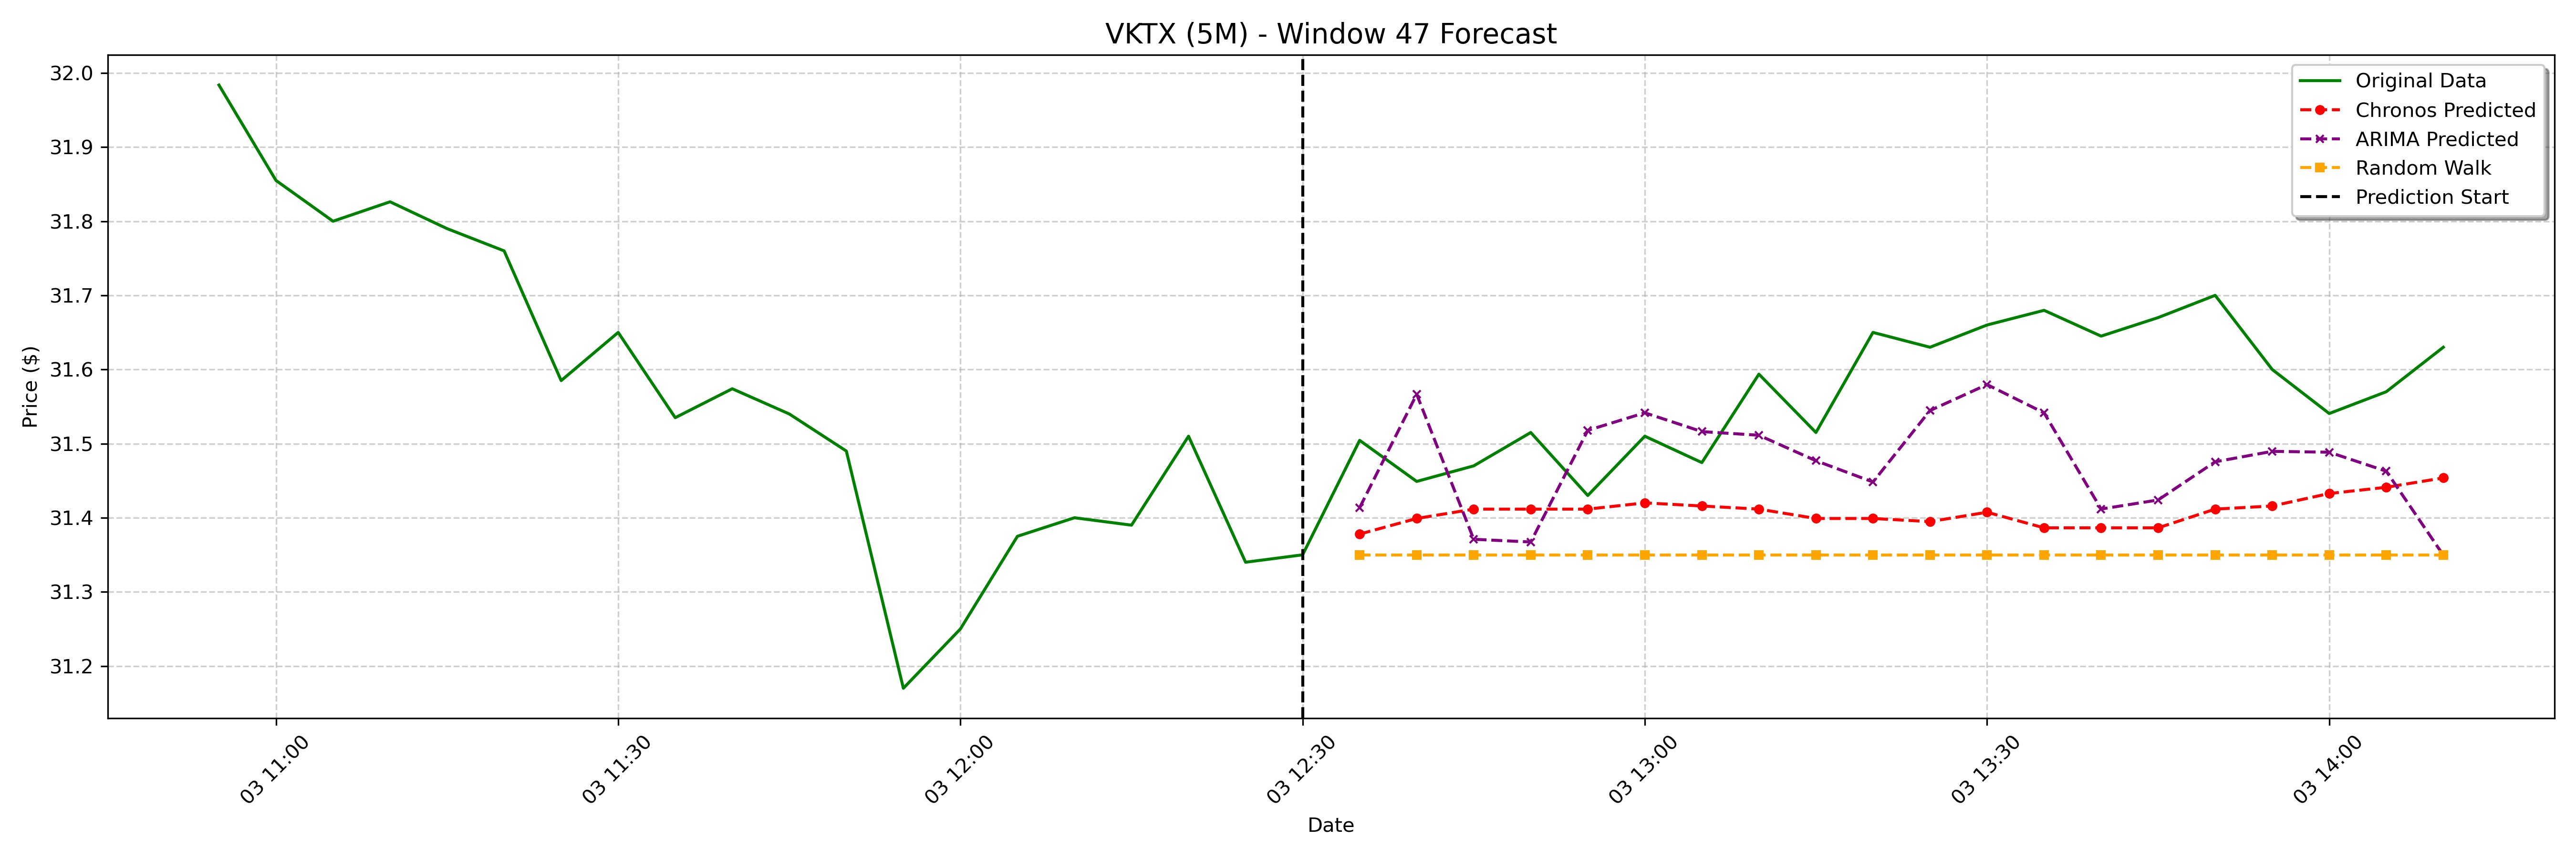 VKTX (5M) - Window 47 Forecast
Price ($)
32.0
31.9
31.8
31.7
31.6
31.5
31.4
31.3
31.2
Original Data
Chronos Predicted
ARIMA Predicted
Random Walk
Prediction Start
03 11:00
03 11:30
03 12:00
03 12:30
03 13:00
03 13:30
03 14:00
Date